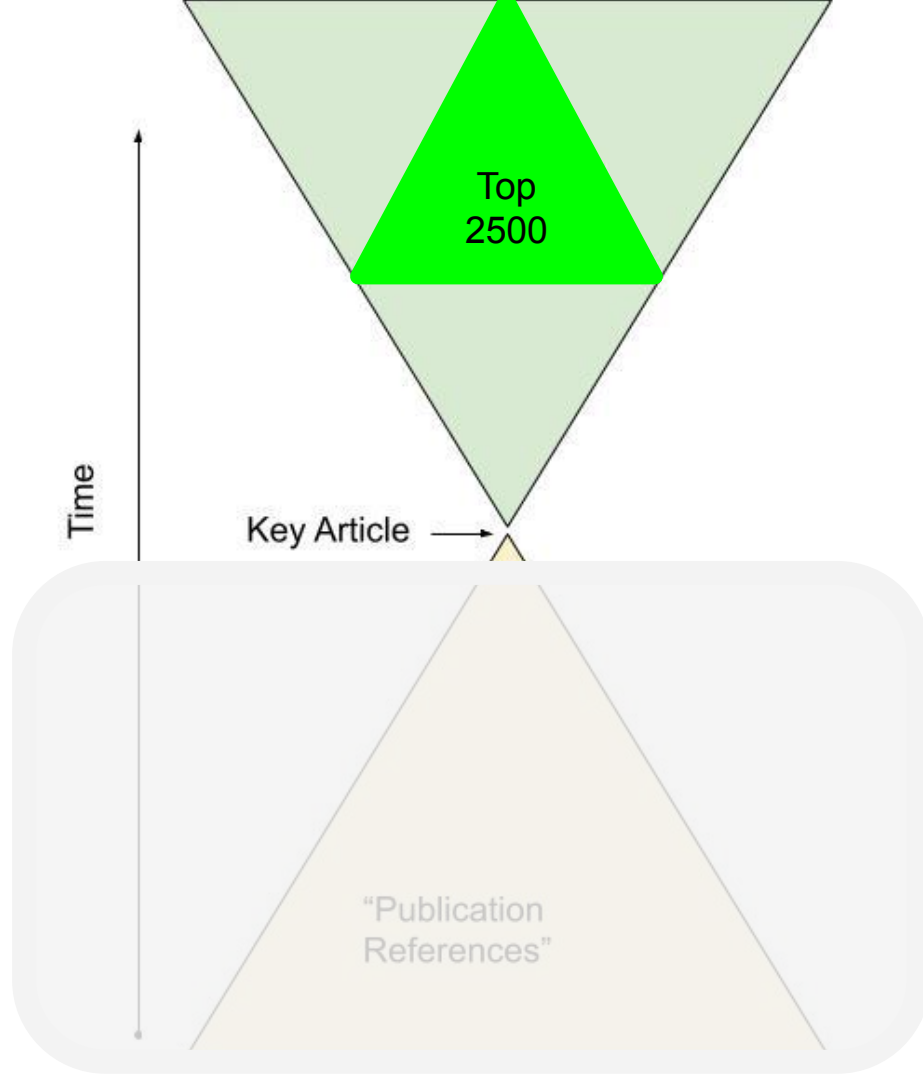 Top
2500
Time
Key Article
“Publication
References”